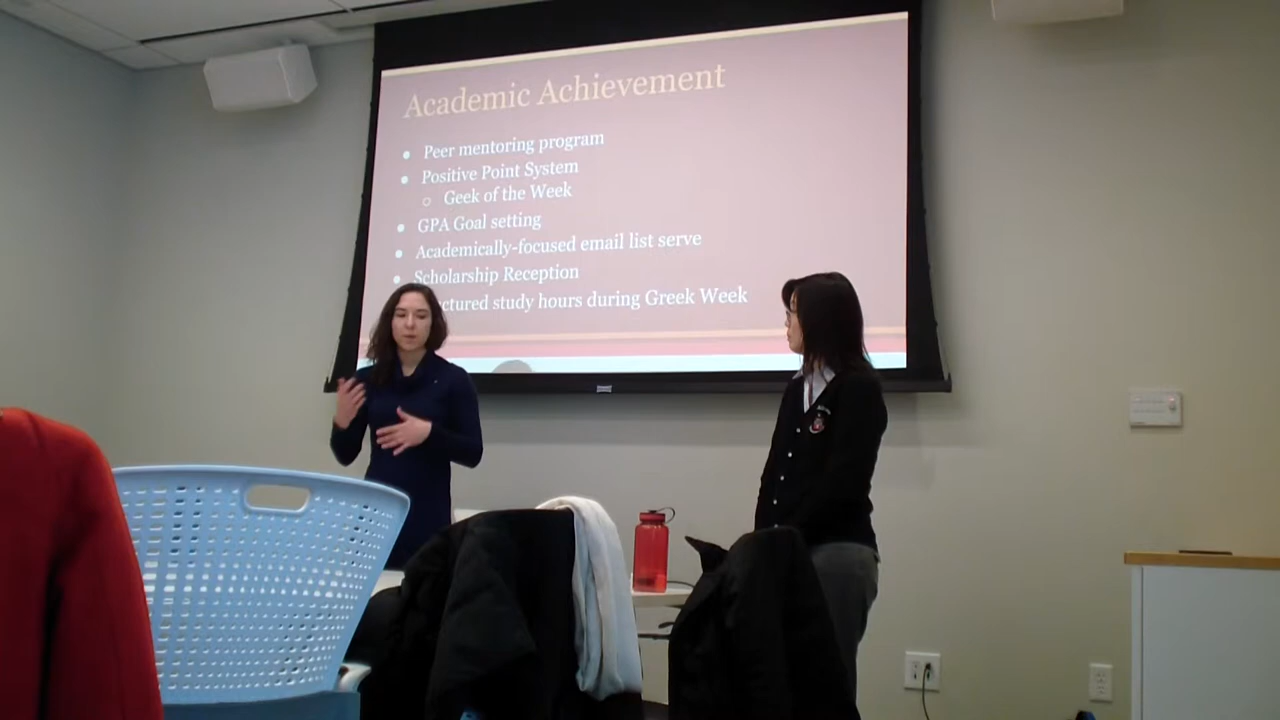 Academic Achievement
● Peer mentoring program
● Positive Point System
○ Geek of the Week
● GPA Goal setting
● Academically-focused email list serve
● Scholarship Reception
study hours during Greek Week